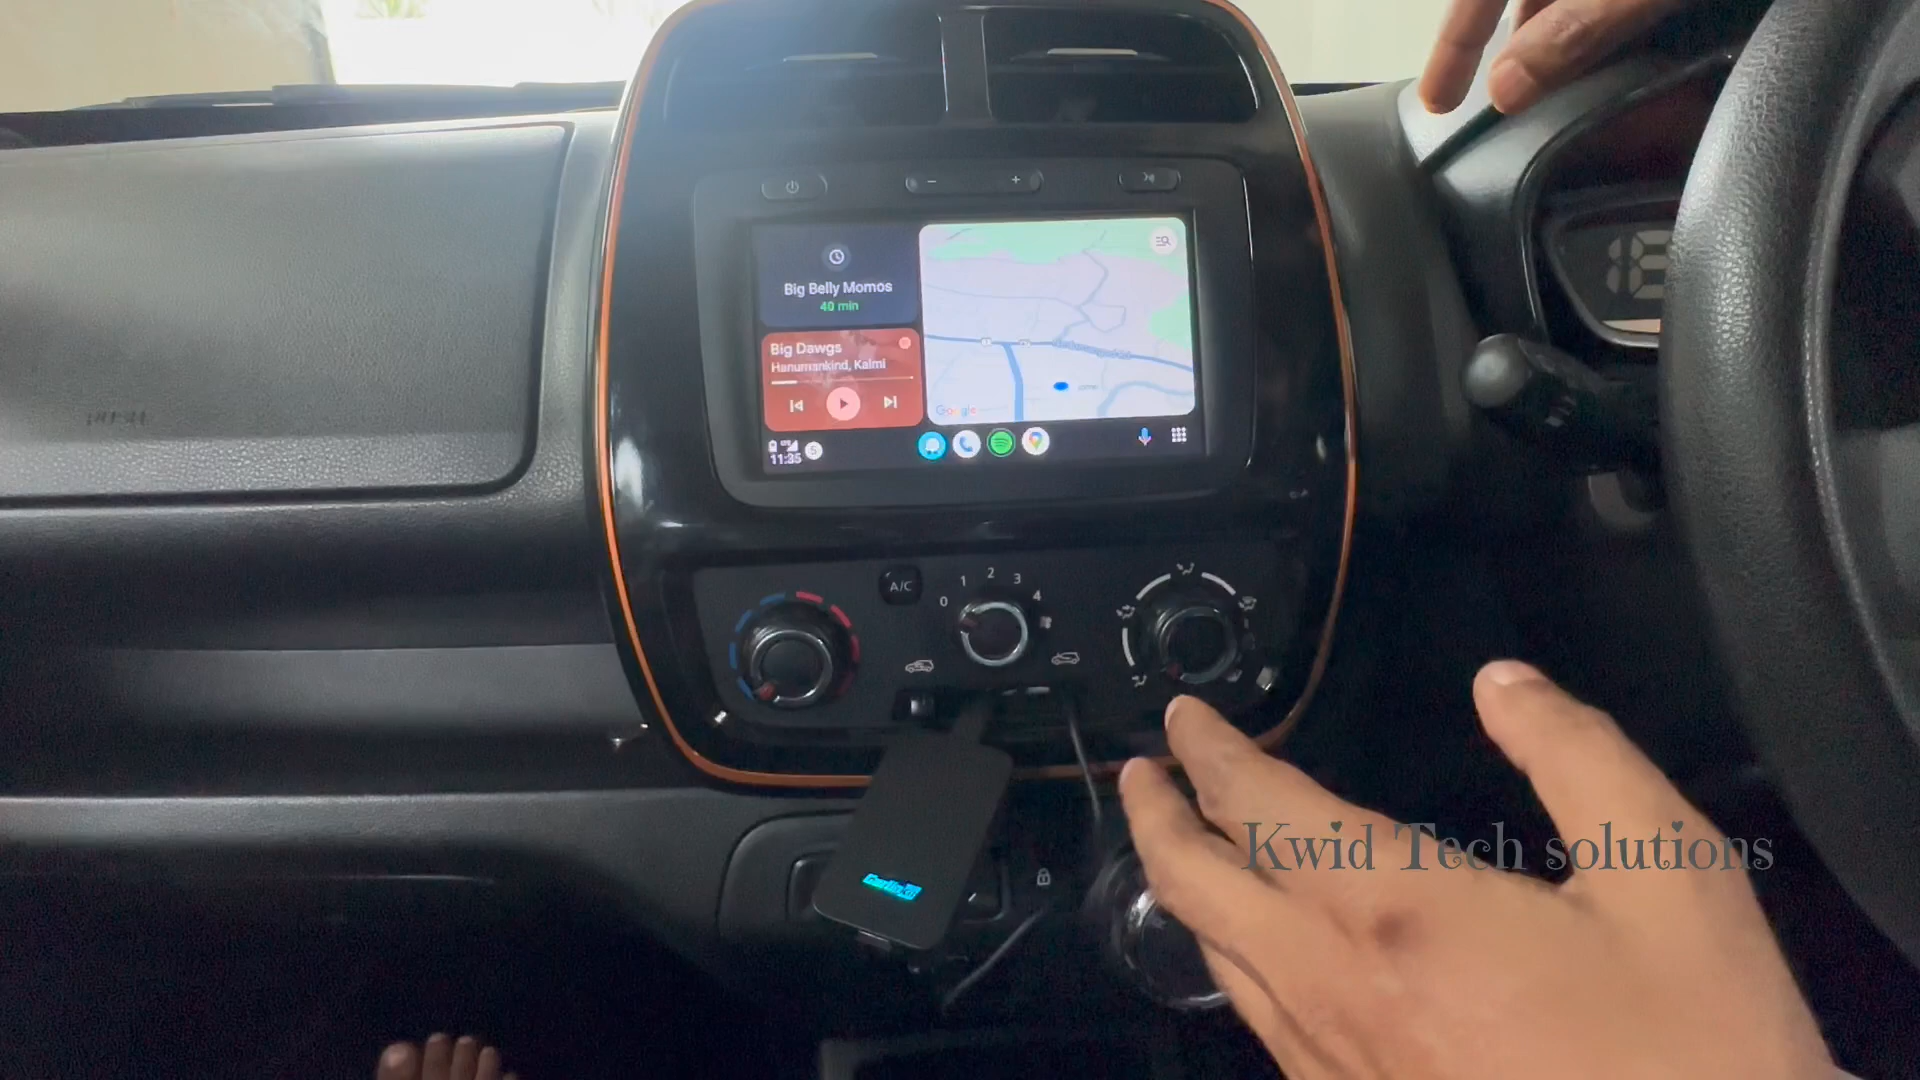 Big Belly Momos
40 min
Big Dawgs
Hanumankind, Kalmi
Google
11:35
5
A/C
0
1
2
3
4
Kwid Tech solutions